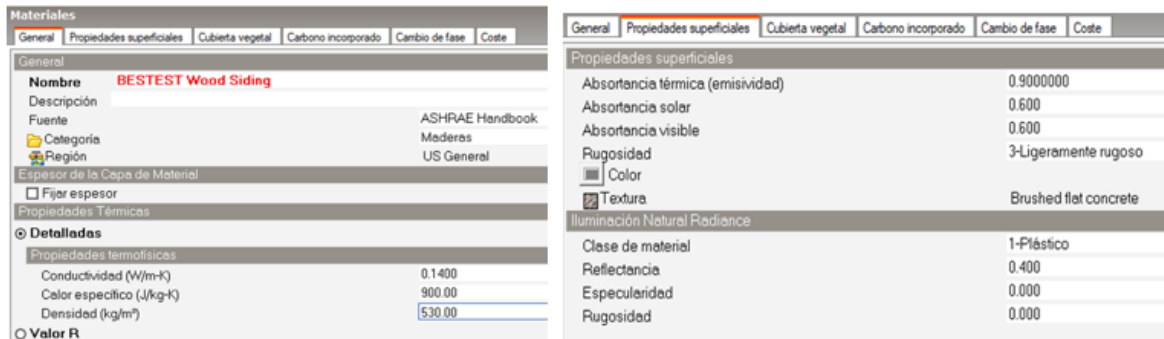 Materiales
General Propiedades superficiales Cubierta vegetal Carbono incorporado Cambio de fase Coste
General
Nombre BESTEST Wood Siding
Descripción
Fuente ASHRAE Handbook
Categoría Maderas
Región US General
Espesor de la Capa de Material
Fijar espesor
Propiedades Térmicas
Detalladas
Propiedades termofísicas
Conductividad (W/m-K) 0.1400
Calor específico (J/kg-K) 900.00
Densidad (kg/m³) 530.00
Valor R
General Propiedades superficiales Cubierta vegetal Carbono incorporado Cambio de fase Coste
Propiedades superficiales
Absortancia térmica (emisividad) 0.9000000
Absortancia solar 0.600
Absortancia visible 0.600
Rugosidad 3-Ligeramente rugoso
Color
Textura Brushed flat concrete
Iluminación Natural Radiance
Clase de material 1-Plástico
Reflectancia 0.400
Especularidad 0.000
Rugosidad 0.000